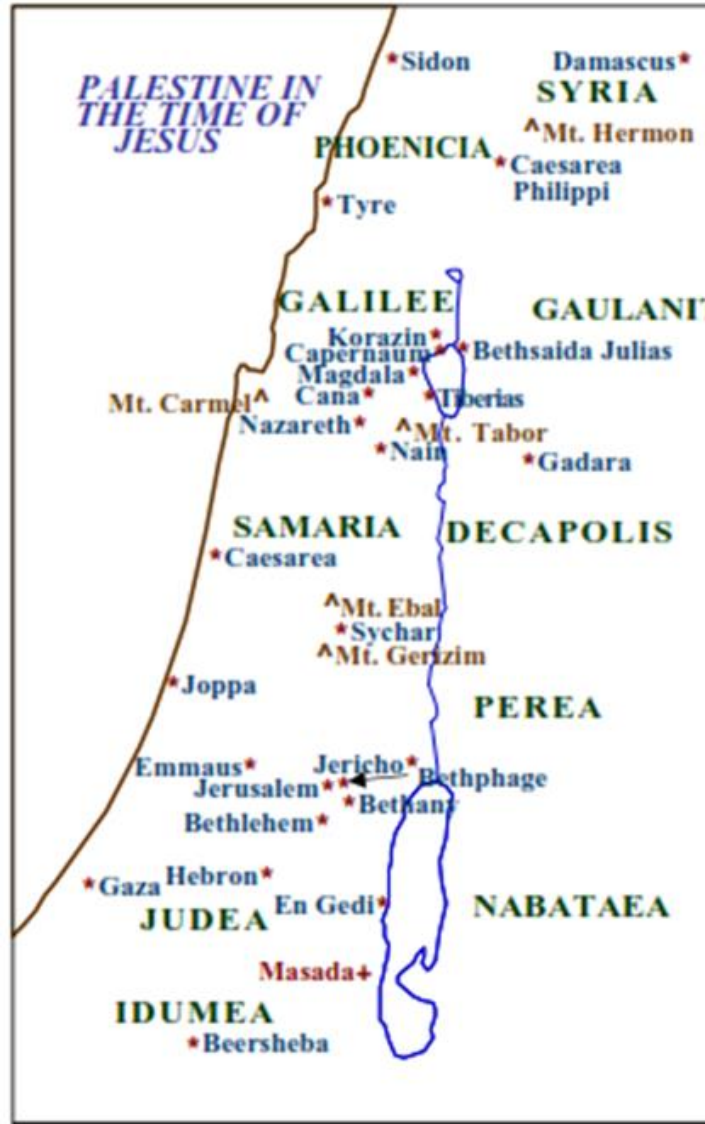 PALESTINE IN
THE TIME OF
JESUS
Sidon
Damascus
SYRIA
Mt. Hermon
PHOENICIA
Caesarea
Philippi
Tyre
GALILEE
GAULANIT
Korazin
Capernaum
Bethsaida Julias
Magdala
Mt. Carmel
Cana
Tiberias
Nazareth
Mt. Tabor
Nain
Gadara
SAMARIA
DECAPOLIS
Caesarea
Mt. Ebal
Sychar
Mt. Gerizim
Joppa
PEREA
Emmaus
Jericho
Bethphage
Jerusalem
Bethany
Bethlehem
Hebron
Gaza
En Gedi
NABATAEA
JUDEA
Masada
IDUMEA
Beersheba